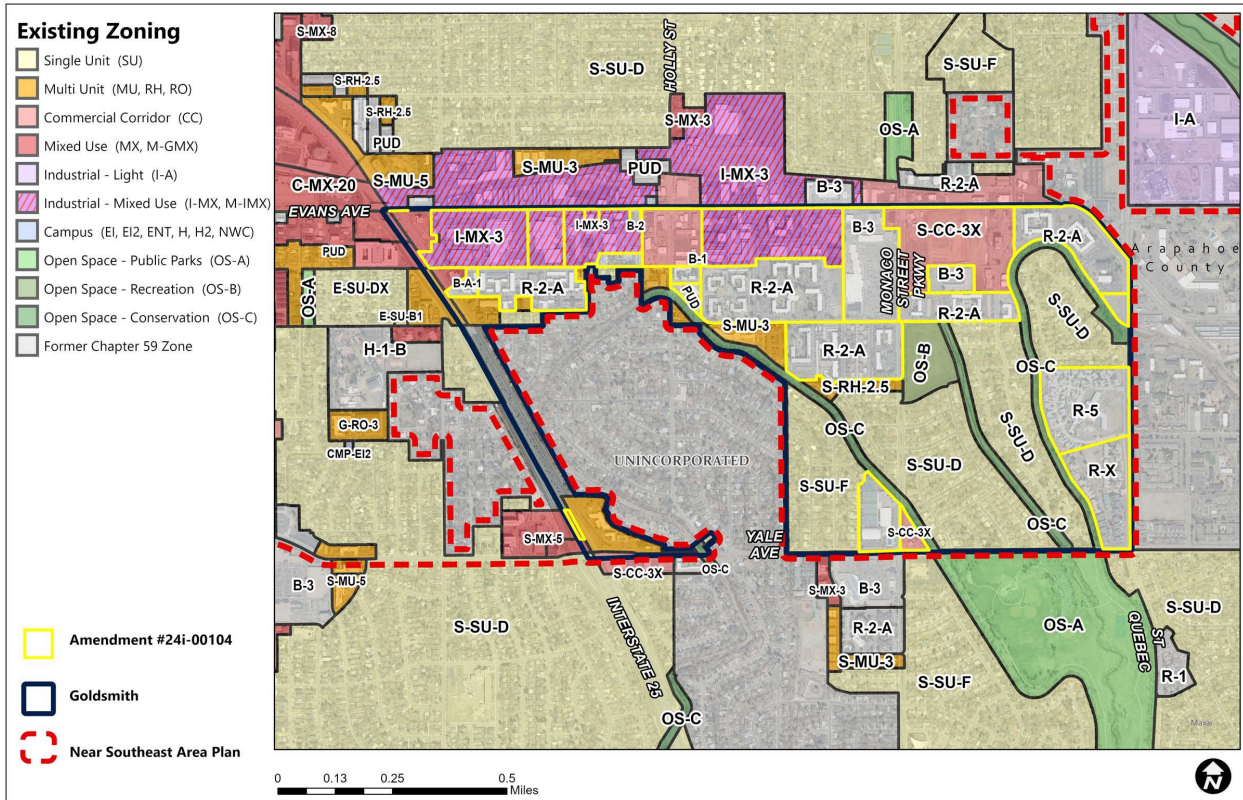 Existing Zoning
Single Unit (SU)
Multi Unit (MU, RH, RO)
Commercial Corridor (CC)
Mixed Use (MX, M-GMX)
Industrial - Light (I-A)
Industrial - Mixed Use (I-MX, M-IMX)
Campus (EI, EI2, ENT, H, H2, NWC)
Open Space - Public Parks (OS-A)
Open Space - Recreation (OS-B)
Open Space - Conservation (OS-C)
Former Chapter 59 Zone
Amendment #24i-00104
Goldsmith
Near Southeast Area Plan
S-MX-8
S-SU-D
HOLLY ST
S-SU-F
S-RH-2.5
S-RH-2.5
PUD
S-MX-3
OS-A
I-A
S-MU-5
S-MU-3
PUD
I-MX-3
B-3
R-2-A
C-MX-20
EVANS AVE
I-MX-3
I-MX-3
B-2
B-3
S-CC-3X
R-2-A
PUD
B-1
MONACO
STREET
PKWY
B-3
Arapahoe
County
OS-A
E-SU-DX
B-A-1
R-2-A
PUD
R-2-A
R-2-A
S-SU-D
E-SU-B1
S-MU-3
H-1-B
R-2-A
OS-B
OS-C
S-RH-2.5
R-5
G-RO-3
OS-C
S-SU-D
CMP-EI2
UNINCORPORATED
S-SU-D
R-X
S-SU-F
S-MX-5
YALE
AVE
S-CC-3X
OS-C
S-CC-3X
OS-C
B-3
S-MU-5
S-MX-3
B-3
S-SU-D
INTERSTATE 25
R-2-A
OS-A
QUEBEC
ST
S-SU-D
S-MU-3
S-SU-F
R-1
OS-C
Maxar
0 0.13 0.25 0.5
Miles
N